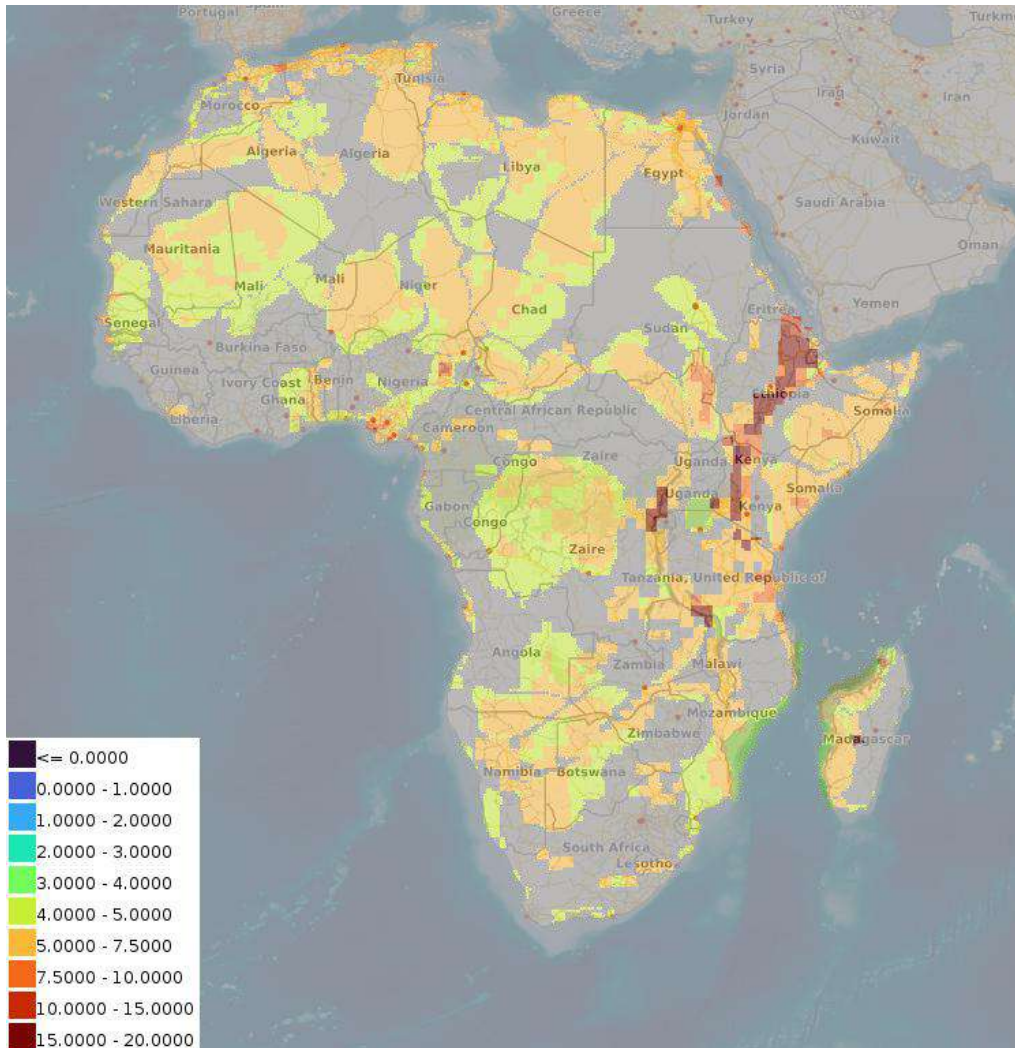 Portugal
Spain
Greece
Turkey
Turkm
Syria
Iraq
Iran
Jordan
Kuwait
Tunisia
Morocco
Algeria
Algeria
Libya
Egypt
Saudi Arabia
Western Sahara
Oman
Mauritania
Mali
Mali
Niger
Chad
Sudan
Eritrea
Yemen
Senegal
Burkina Faso
Guinea
Ivory Coast
Benin
Nigeria
Ghana
Liberia
Ethiopia
Somalia
Central African Republic
Cameroon
Congo
Zaire
Uganda
Kenya
Somalia
Gabon
Uganda
Kenya
Congo
Zaire
Tanzania, United Republic of
Angola
Zambia
Malawi
Mozambique
Zimbabwe
Madagascar
Namibia
Botswana
South Africa
Lesotho
<= 0.0000
0.0000 - 1.0000
1.0000 - 2.0000
2.0000 - 3.0000
3.0000 - 4.0000
4.0000 - 5.0000
5.0000 - 7.5000
7.5000 - 10.0000
10.0000 - 15.0000
15.0000 - 20.0000